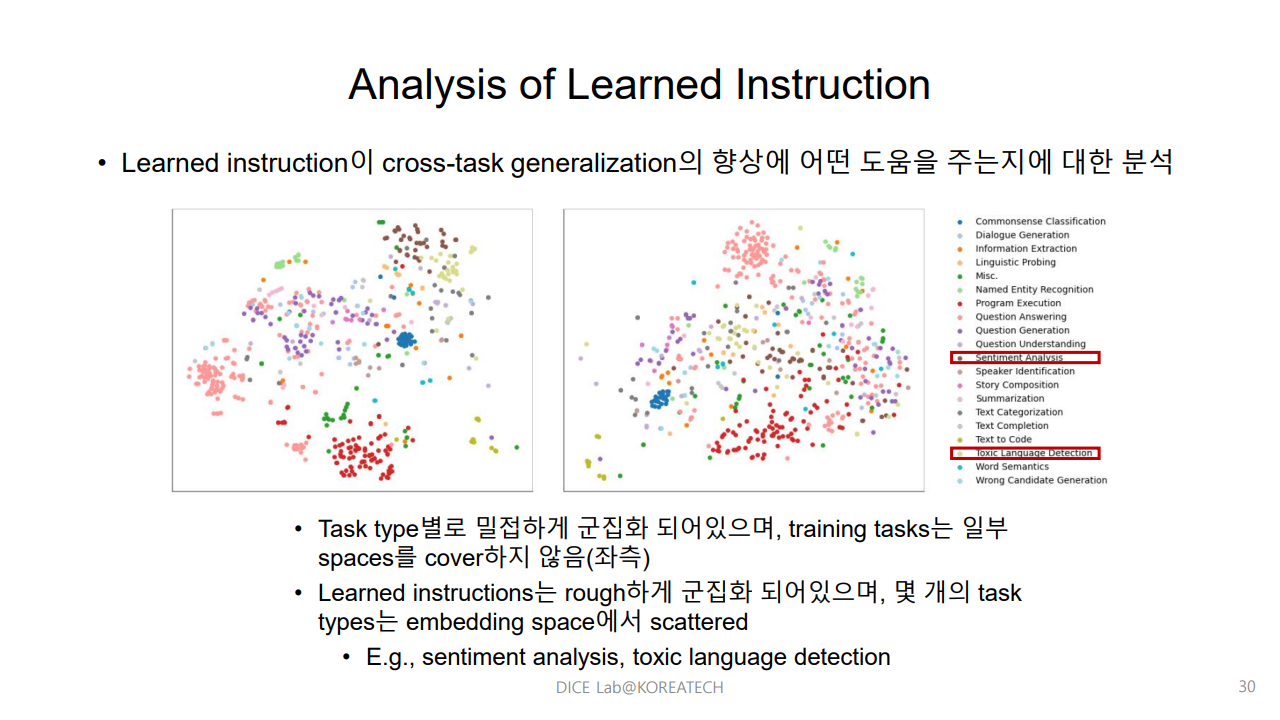 Analysis of Learned Instruction
• Learned instruction이 cross-task generalization의 향상에 어떤 도움을 주는지에 대한 분석
Commonsense Classification
Dialogue Generation
Information Extraction
Linguistic Probing
Misc.
Named Entity Recognition
Program Execution
Question Answering
Question Generation
Question Understanding
Sentiment Analysis
Speaker Identification
Story Composition
Summarization
Text Categorization
Text Completion
Text to Code
Toxic Language Detection
Word Semantics
Wrong Candidate Generation
• Task type별로 밀접하게 군집화 되어있으며, training tasks는 일부
spaces를 cover하지 않음(좌측)
• Learned instructions는 rough하게 군집화 되어있으며, 몇 개의 task
types는 embedding space에서 scattered
• E.g., sentiment analysis, toxic language detection
DICE Lab@KOREATECH
30